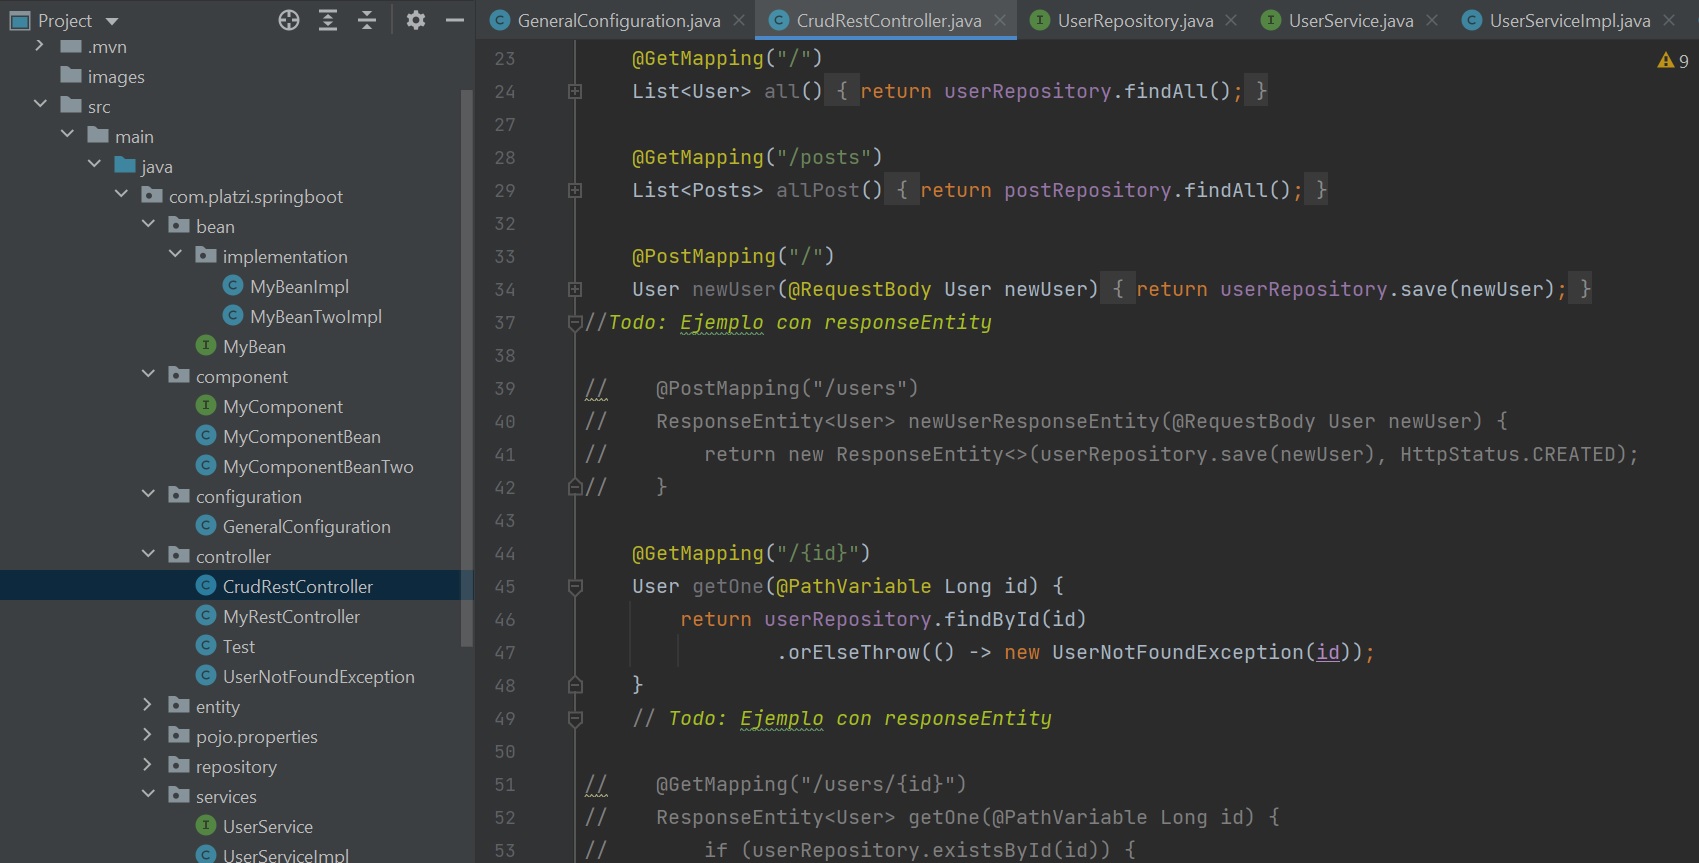 Project
.mvn
images
src
main
java
com.platzi.springboot
bean
implementation
MyBeanImpl
MyBeanTwoImpl
MyBean
component
MyComponent
MyComponentBean
MyComponentBeanTwo
configuration
GeneralConfiguration
controller
CrudRestController
MyRestController
Test
UserNotFoundException
entity
pojo.properties
repository
services
UserService
UserServiceImpl
GeneralConfiguration.java CrudRestController.java UserRepository.java UserService.java UserServiceImpl.java
9
23 @GetMapping("/")
24 List<User> all() { return userRepository.findAll(); }
27
28 @GetMapping("/posts")
29 List<Posts> allPost() { return postRepository.findAll(); }
32
33 @PostMapping("/")
34 User newUser(@RequestBody User newUser) { return userRepository.save(newUser); }
37 //Todo: Ejemplo con responseEntity
38
39 // @PostMapping("/users")
40 // ResponseEntity<User> newUserResponseEntity(@RequestBody User newUser) {
41 // return new ResponseEntity<>(userRepository.save(newUser), HttpStatus.CREATED);
42 // }
43
44 @GetMapping("/{id}")
45 User getOne(@PathVariable Long id) {
46 return userRepository.findById(id)
47 .orElseThrow(() -> new UserNotFoundException(id));
48 }
49 // Todo: Ejemplo con responseEntity
50
51 // @GetMapping("/users/{id}")
52 // ResponseEntity<User> getOne(@PathVariable Long id) {
53 // if (userRepository.existsById(id)) {